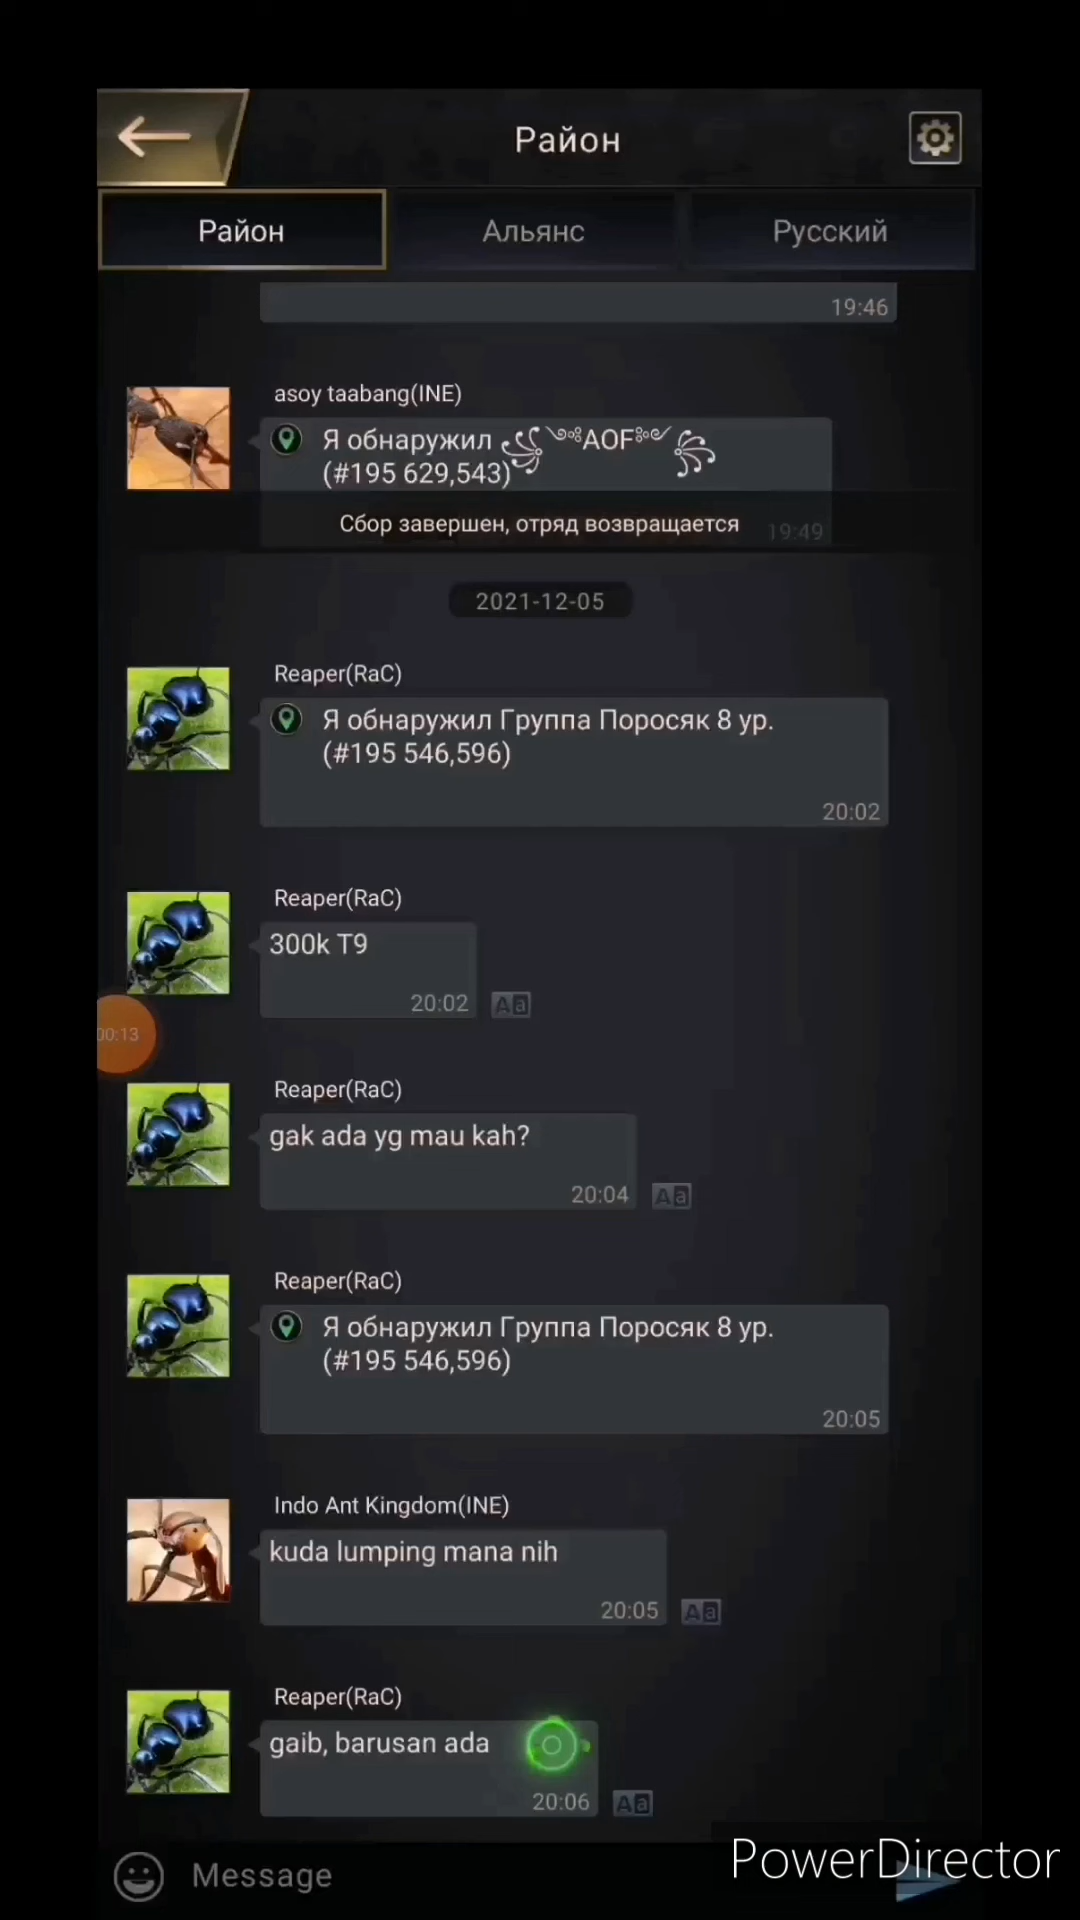 Район
Район
Альянс
Русский
19:46
asoy taabang(INE)
Я обнаружил ꧁༺AOF༻꧂
(#195 629,543)
Сбор завершен, отряд возвращается
19:49
2021-12-05
Reaper(RaC)
Я обнаружил Группа Поросяк 8 ур.
(#195 546,596)
20:02
Reaper(RaC)
300k T9
20:02
Aa
00:13
Reaper(RaC)
gak ada yg mau kah?
20:04
Aa
Reaper(RaC)
Я обнаружил Группа Поросяк 8 ур.
(#195 546,596)
20:05
Indo Ant Kingdom(INE)
kuda lumping mana nih
20:05
Aa
Reaper(RaC)
gaib, barusan ada
20:06
Aa
PowerDirector
Message